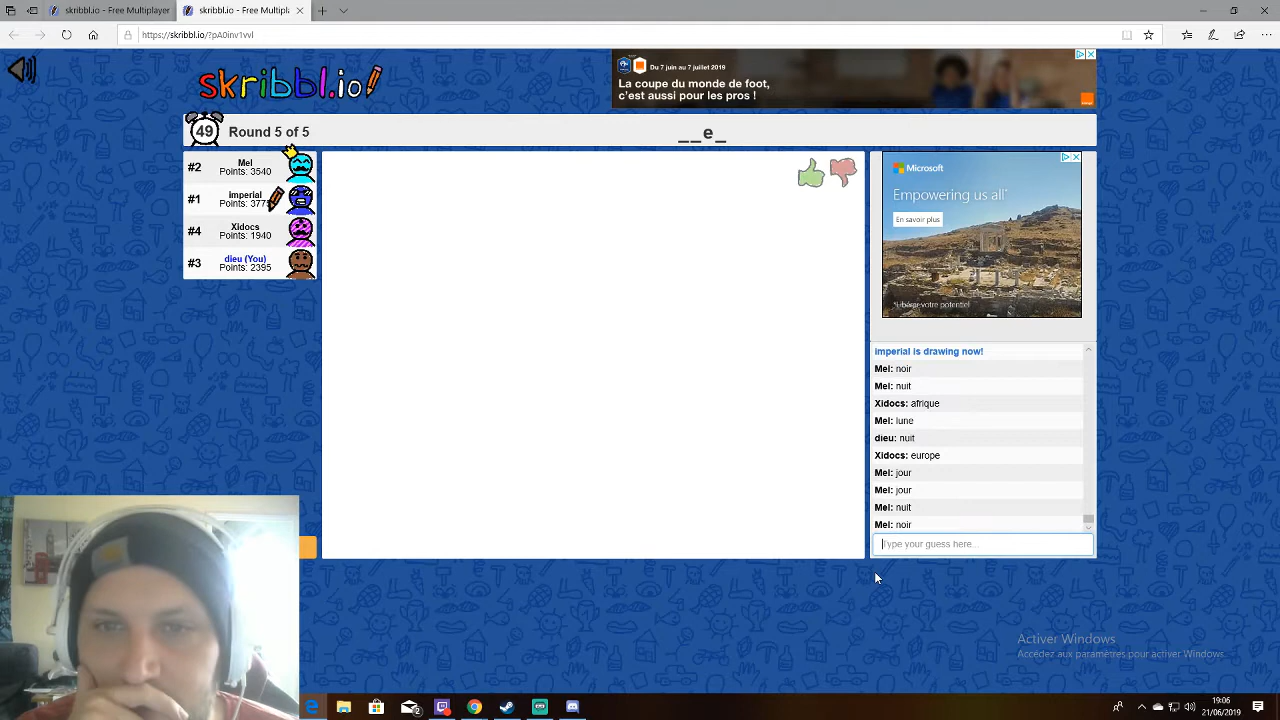 skribbl.io - Free Multiplayer
skribbl.io - Free Multipl
https://skribbl.io/?pA0inv1vvl
skribbl.io
Du 7 juin au 7 juillet 2019
La coupe du monde de foot,
c'est aussi pour les pros !
49 Round 5 of 5
__e_
#2 Mel
Points: 3540
#1 imperial
#4 Xidocs
Points: 1940
#3 dieu (You)
Points: 2395
Microsoft
Empowering us all*
En savoir plus
*Libérer votre potentiel
imperial is drawing now!
Mel: noir
Mel: nuit
Xidocs: afrique
Mel: lune
dieu: nuit
Xidocs: europe
Mel: jour
Mel: jour
Mel: nuit
Mel: noir
Type your guess here...
Activer Windows
Accédez aux paramètres pour activer Windows.
19:06
21/06/2019